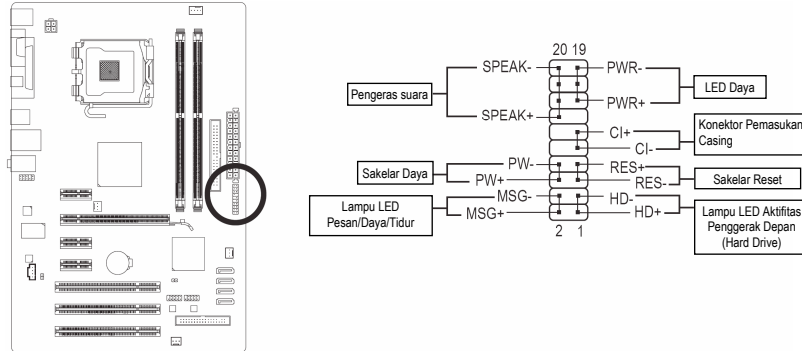 20 19
SPEAK-
PWR-
Pengeras suara
LED Daya
SPEAK+
PWR+
CI+
CI-
Konektor Pemasukan
Casing
Sakelar Daya
PW-
PW+
RES+
RES-
Sakelar Reset
Lampu LED
Pesan/Daya/Tidur
MSG-
MSG+
HD-
HD+
Lampu LED Aktifitas
Penggerak Depan
(Hard Drive)
2 1